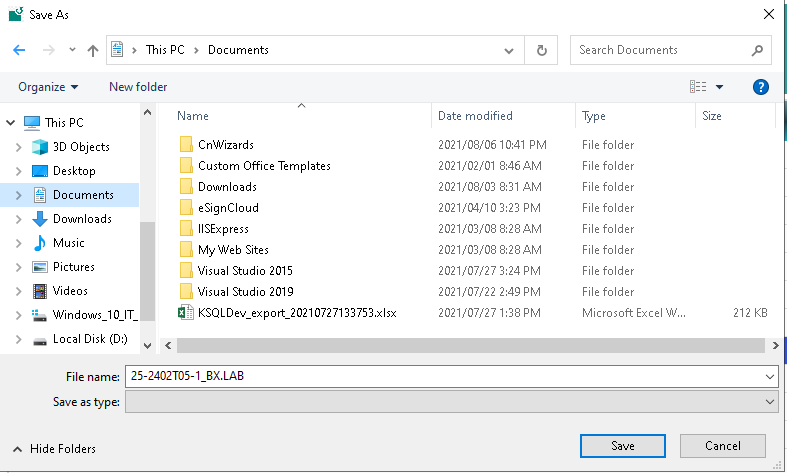 Save As
This PC Documents
Search Documents
Organize New folder
?
Name Date modified Type Size
This PC
3D Objects
Desktop
Documents
Downloads
Music
Pictures
Videos
Windows_10_IT_
Local Disk (D:)
CnWizards 2021/08/06 10:41 PM File folder
Custom Office Templates 2021/02/01 8:46 AM File folder
Downloads 2021/08/03 8:31 AM File folder
eSignCloud 2021/04/10 3:23 PM File folder
IISExpress 2021/03/08 8:28 AM File folder
My Web Sites 2021/03/08 8:28 AM File folder
Visual Studio 2015 2021/07/27 3:24 PM File folder
Visual Studio 2019 2021/07/22 2:49 PM File folder
KSQLDev_export_20210727133753.xlsx 2021/07/27 1:38 PM Microsoft Excel W... 212 KB
File name: 25-2402T05-1_BX.LAB
Save as type:
Hide Folders
Save Cancel